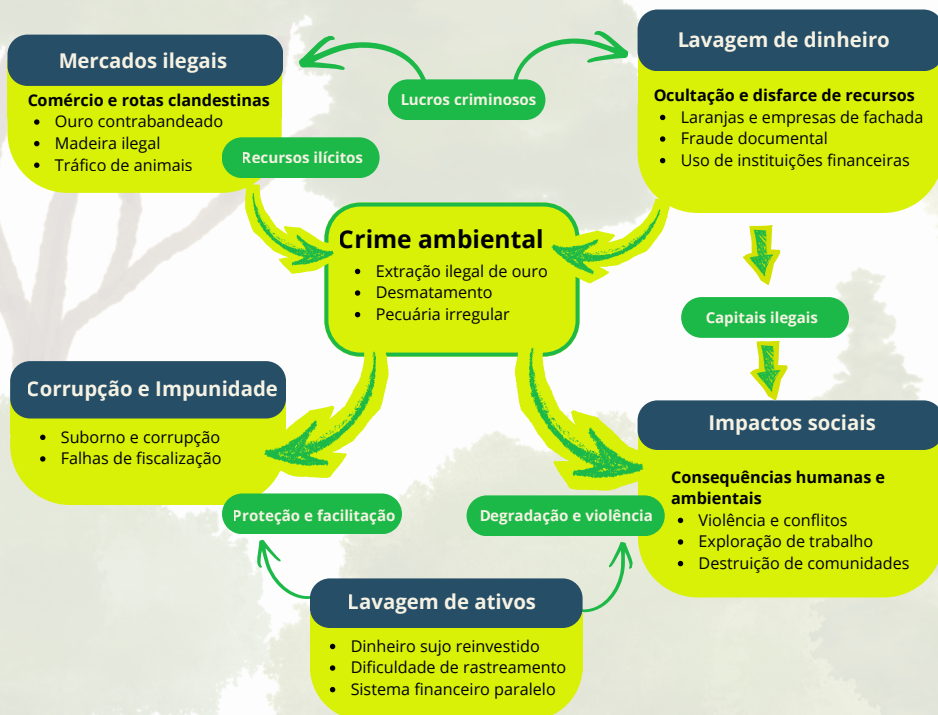 Mercados ilegais
Comércio e rotas clandestinas
• Ouro contrabandeado
• Madeira ilegal
• Tráfico de animais
Recursos ilícitos
Lucros criminosos
Lavagem de dinheiro
Ocultação e disfarce de recursos
• Laranjas e empresas de fachada
• Fraude documental
• Uso de instituições financeiras
Crime ambiental
• Extração ilegal de ouro
• Desmatamento
• Pecuária irregular
Capitais ilegais
Corrupção e Impunidade
• Suborno e corrupção
• Falhas de fiscalização
Proteção e facilitação
Impactos sociais
Consequências humanas e
ambientais
• Violência e conflitos
• Exploração de trabalho
• Destruição de comunidades
Degradação e violência
Lavagem de ativos
• Dinheiro sujo reinvestido
• Dificuldade de rastreamento
• Sistema financeiro paralelo